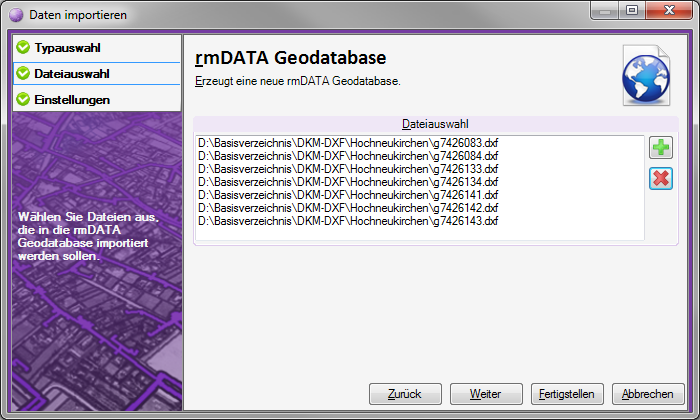 Daten importieren
Typauswahl
Dateiauswahl
Einstellungen
Wählen Sie Dateien aus,
die in die rmDATA
Geodatabase importiert
werden sollen.
rmDATA Geodatabase
Erzeugt eine neue rmDATA Geodatabase.
Dateiauswahl
D:\Basisverzeichnis\DKM-DXF\Hochneukirchen\g7426083.dxf
D:\Basisverzeichnis\DKM-DXF\Hochneukirchen\g7426084.dxf
D:\Basisverzeichnis\DKM-DXF\Hochneukirchen\g7426133.dxf
D:\Basisverzeichnis\DKM-DXF\Hochneukirchen\g7426134.dxf
D:\Basisverzeichnis\DKM-DXF\Hochneukirchen\g7426141.dxf
D:\Basisverzeichnis\DKM-DXF\Hochneukirchen\g7426142.dxf
D:\Basisverzeichnis\DKM-DXF\Hochneukirchen\g7426143.dxf
Zurück Weiter Fertigstellen Abbrechen